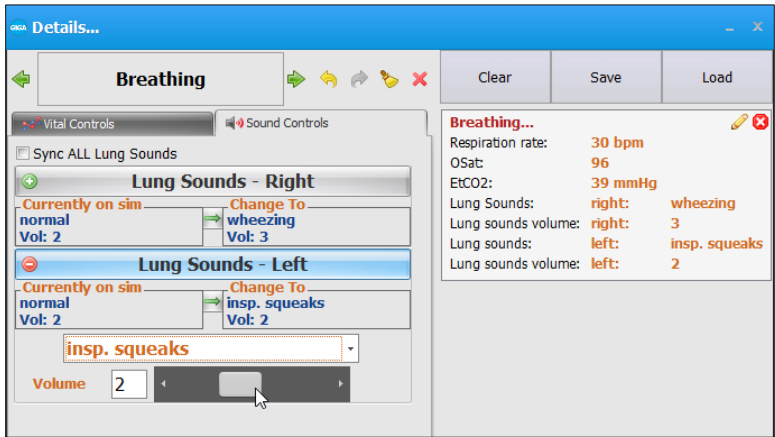 GIGA Details...
Breathing
Clear Save Load
Vital Controls Sound Controls
Sync ALL Lung Sounds
Lung Sounds - Right
Currently on sim Change To
normal wheezing
Vol: 2 Vol: 3
Lung Sounds - Left
Currently on sim Change To
normal insp. squeaks
Vol: 2 Vol: 2
insp. squeaks
Volume 2
Breathing...
Respiration rate: 30 bpm
OSat: 96
EtCO2: 39 mmHg
Lung Sounds: right: wheezing
Lung sounds volume: right: 3
Lung sounds: left: insp. squeaks
Lung sounds volume: left: 2